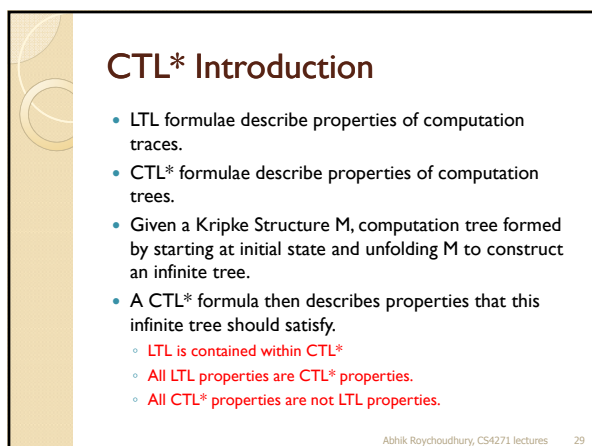 CTL* Introduction
• LTL formulae describe properties of computation
traces.
• CTL* formulae describe properties of computation
trees.
• Given a Kripke Structure M, computation tree formed
by starting at initial state and unfolding M to construct
an infinite tree.
• A CTL* formula then describes properties that this
infinite tree should satisfy.
◦ LTL is contained within CTL*
◦ All LTL properties are CTL* properties.
◦ All CTL* properties are not LTL properties.
Abhik Roychoudhury, CS4271 lectures 29